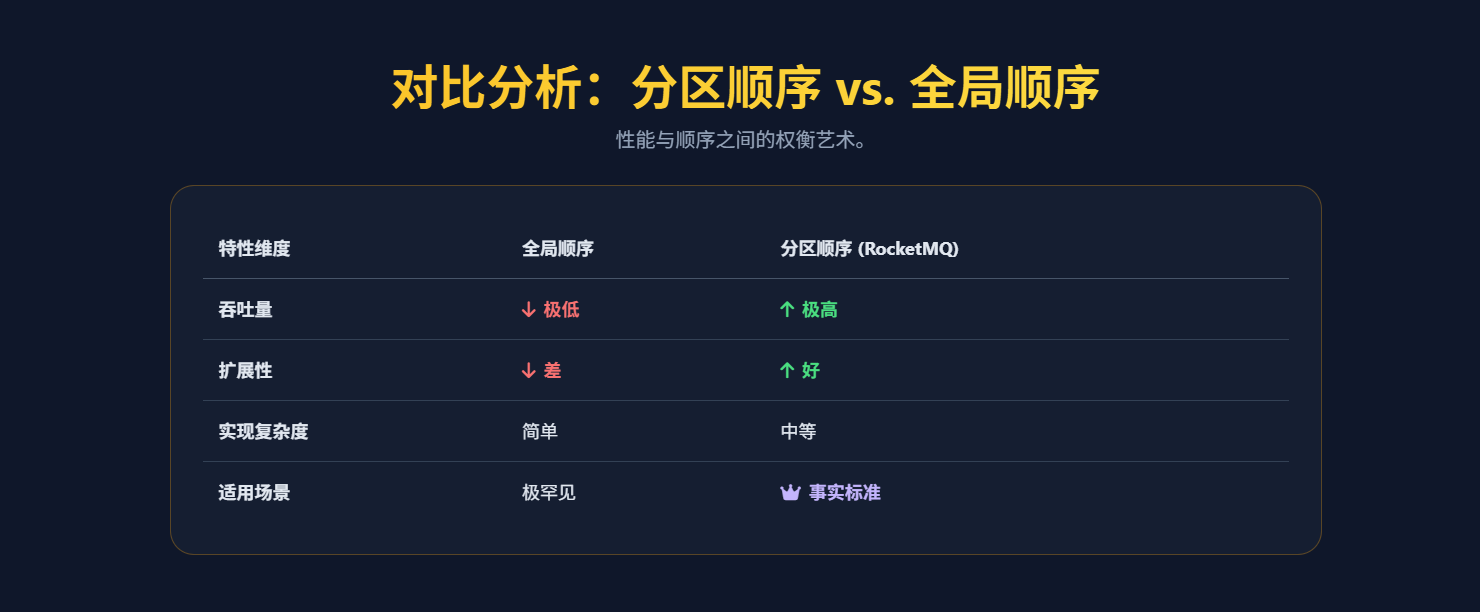 对比分析：分区顺序 vs. 全局顺序
性能与顺序之间的权衡艺术。
特性维度 全局顺序 分区顺序 (RocketMQ)
吞吐量 ↓ 极低 ↑ 极高
扩展性 ↓ 差 ↑ 好
实现复杂度 简单 中等
适用场景 极罕见 事实标准